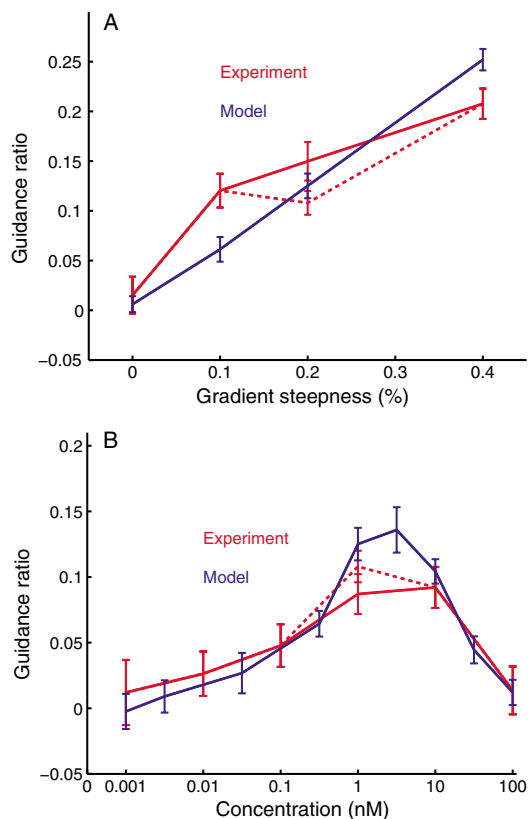 A
Experiment
Model
Guidance ratio
0.25
0.2
0.15
0.1
0.05
0
−0.05
0 0.1 0.2 0.3 0.4
Gradient steepness (%)
B
Experiment
Model
Guidance ratio
0.2
0.15
0.1
0.05
0
−0.05
0 0.001 0.01 0.1 1 10 100
Concentration (nM)